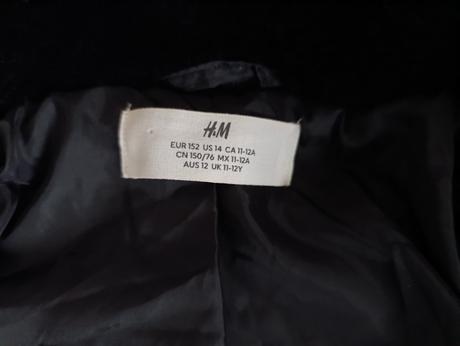 H&M
EUR 152 US 14 CA 11-12A
CN 150/76 MX 11-12A
AUS 12 UK 11-12Y